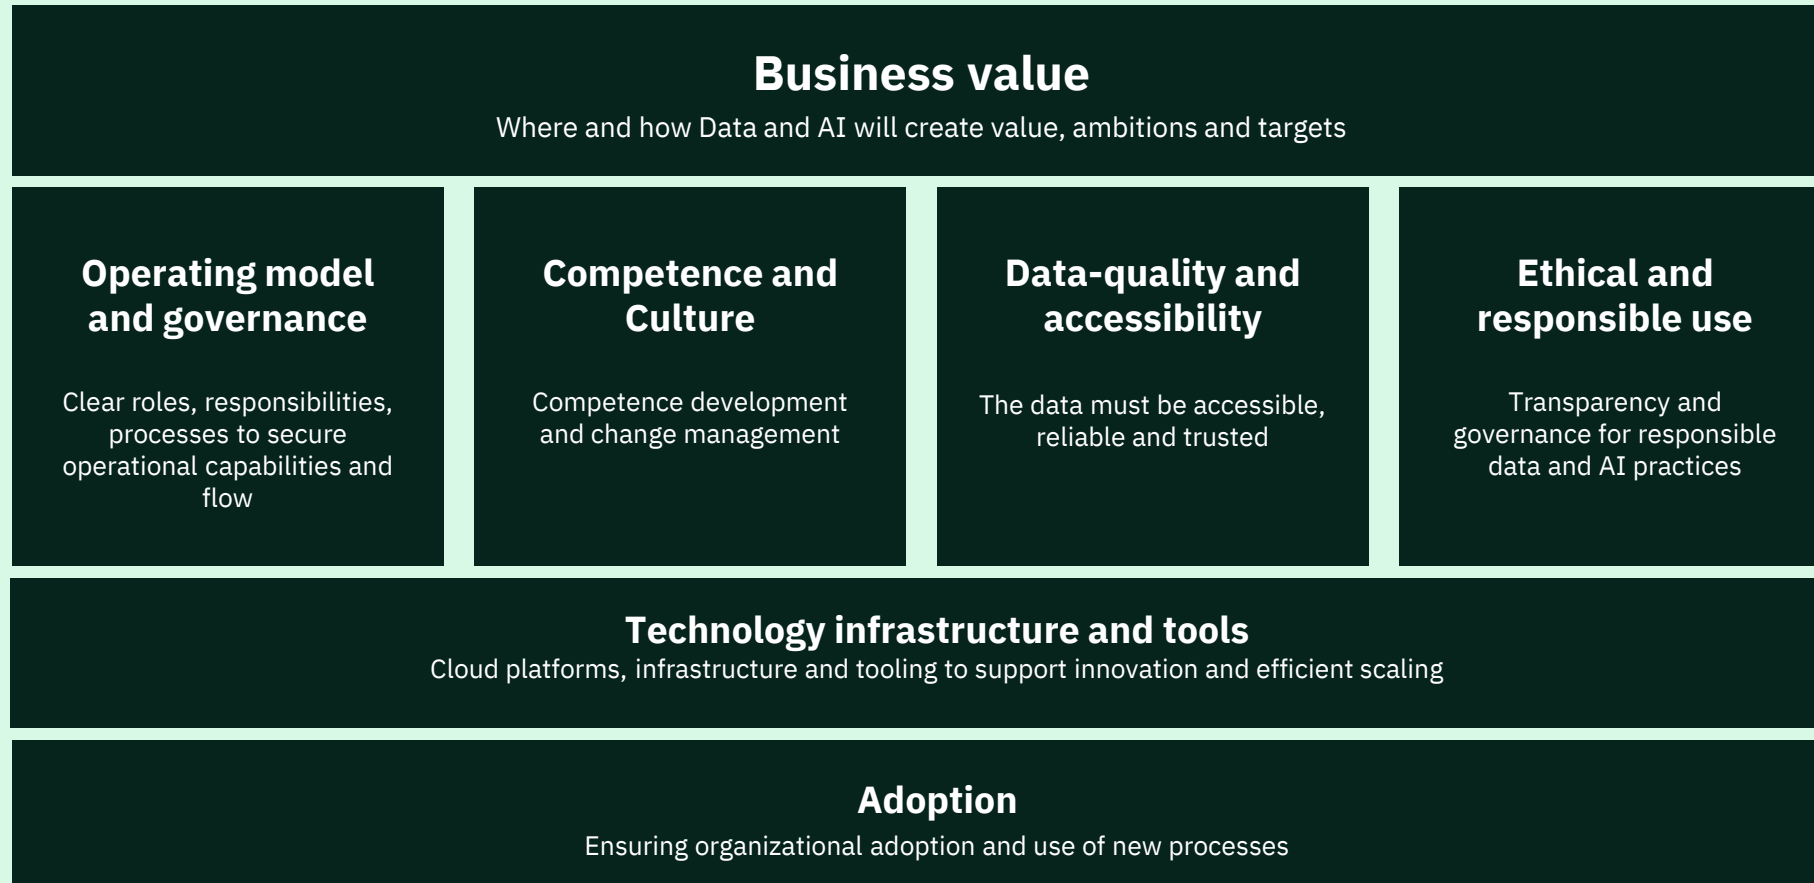 Business value
Where and how Data and AI will create value, ambitions and targets
Operating model
and governance
Clear roles, responsibilities,
processes to secure
operational capabilities and
flow
Competence and
Culture
Competence development
and change management
Data-quality and
accessibility
The data must be accessible,
reliable and trusted
Ethical and
responsible use
Transparency and
governance for responsible
data and AI practices
Technology infrastructure and tools
Cloud platforms, infrastructure and tooling to support innovation and efficient scaling
Adoption
Ensuring organizational adoption and use of new processes